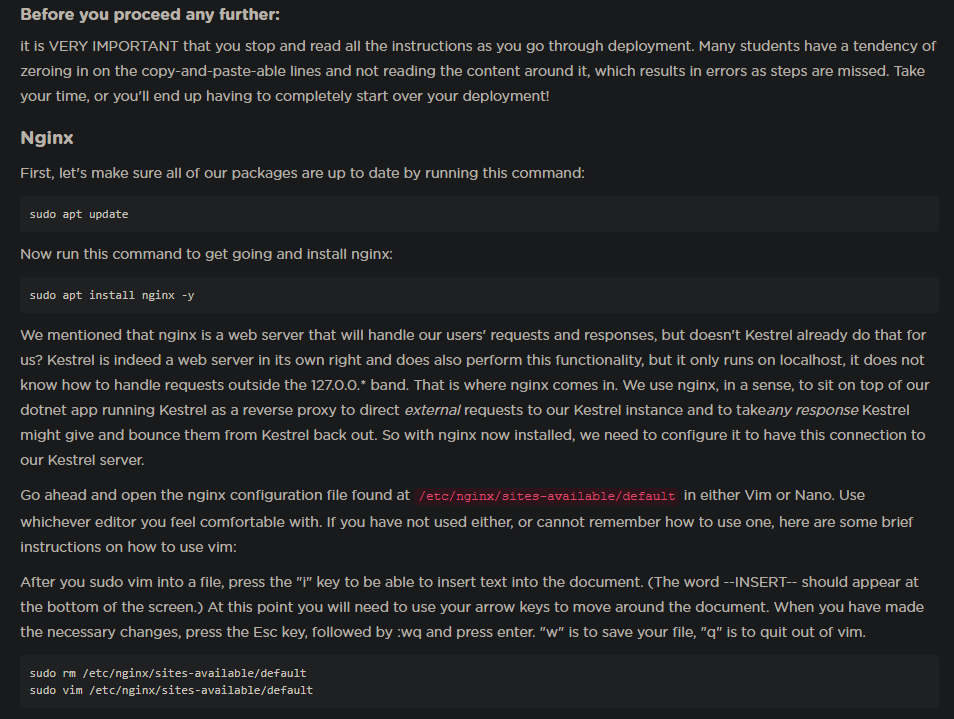 Before you proceed any further:
it is VERY IMPORTANT that you stop and read all the instructions as you go through deployment. Many students have a tendency of
zeroing in on the copy-and-paste-able lines and not reading the content around it, which results in errors as steps are missed. Take
your time, or you'll end up having to completely start over your deployment!
Nginx
First, let's make sure all of our packages are up to date by running this command:
sudo apt update
Now run this command to get going and install nginx:
sudo apt install nginx -y
We mentioned that nginx is a web server that will handle our users' requests and responses, but doesn't Kestrel already do that for
us? Kestrel is indeed a web server in its own right and does also perform this functionality, but it only runs on localhost, it does not
know how to handle requests outside the 127.0.0.* band. That is where nginx comes in. We use nginx, in a sense, to sit on top of our
dotnet app running Kestrel as a reverse proxy to direct external requests to our Kestrel instance and to takeany response Kestrel
might give and bounce them from Kestrel back out. So with nginx now installed, we need to configure it to have this connection to
our Kestrel server.
Go ahead and open the nginx configuration file found at /etc/nginx/sites-available/default in either Vim or Nano. Use
whichever editor you feel comfortable with. If you have not used either, or cannot remember how to use one, here are some brief
instructions on how to use vim:
After you sudo vim into a file, press the "i" key to be able to insert text into the document. (The word --INSERT-- should appear at
the bottom of the screen.) At this point you will need to use your arrow keys to move around the document. When you have made
the necessary changes, press the Esc key, followed by :wq and press enter. "w" is to save your file, "q" is to quit out of vim.
sudo rm /etc/nginx/sites-available/default
sudo vim /etc/nginx/sites-available/default